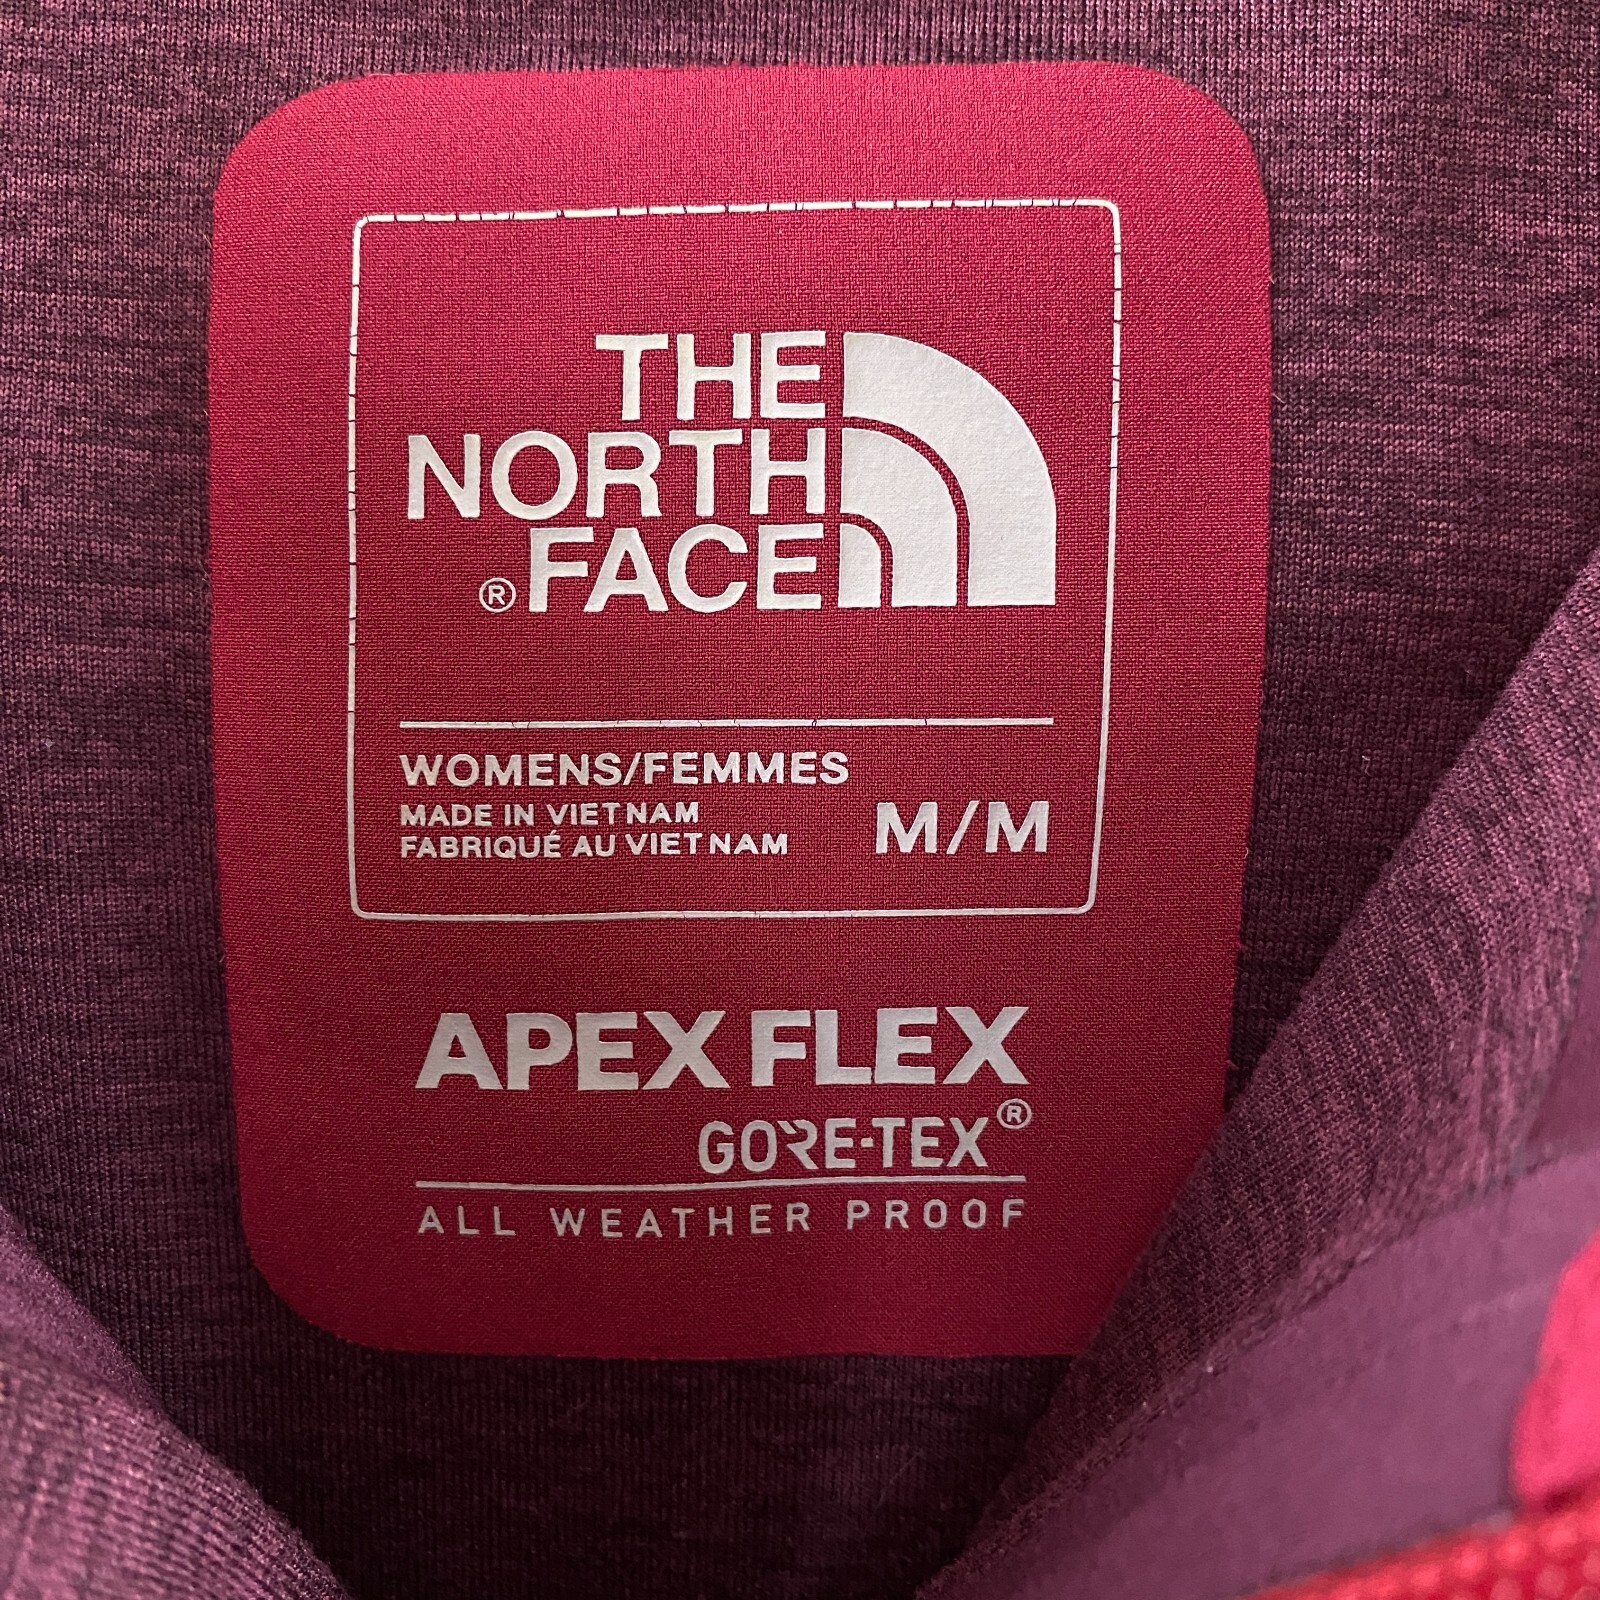 THE
NORTH
®FACE
WOMENS/FEMMES
MADE IN VIETNAM
FABRIQUÉ AU VIETNAM
M/M
APEX FLEX
GORE-TEX®
ALL WEATHER PROOF